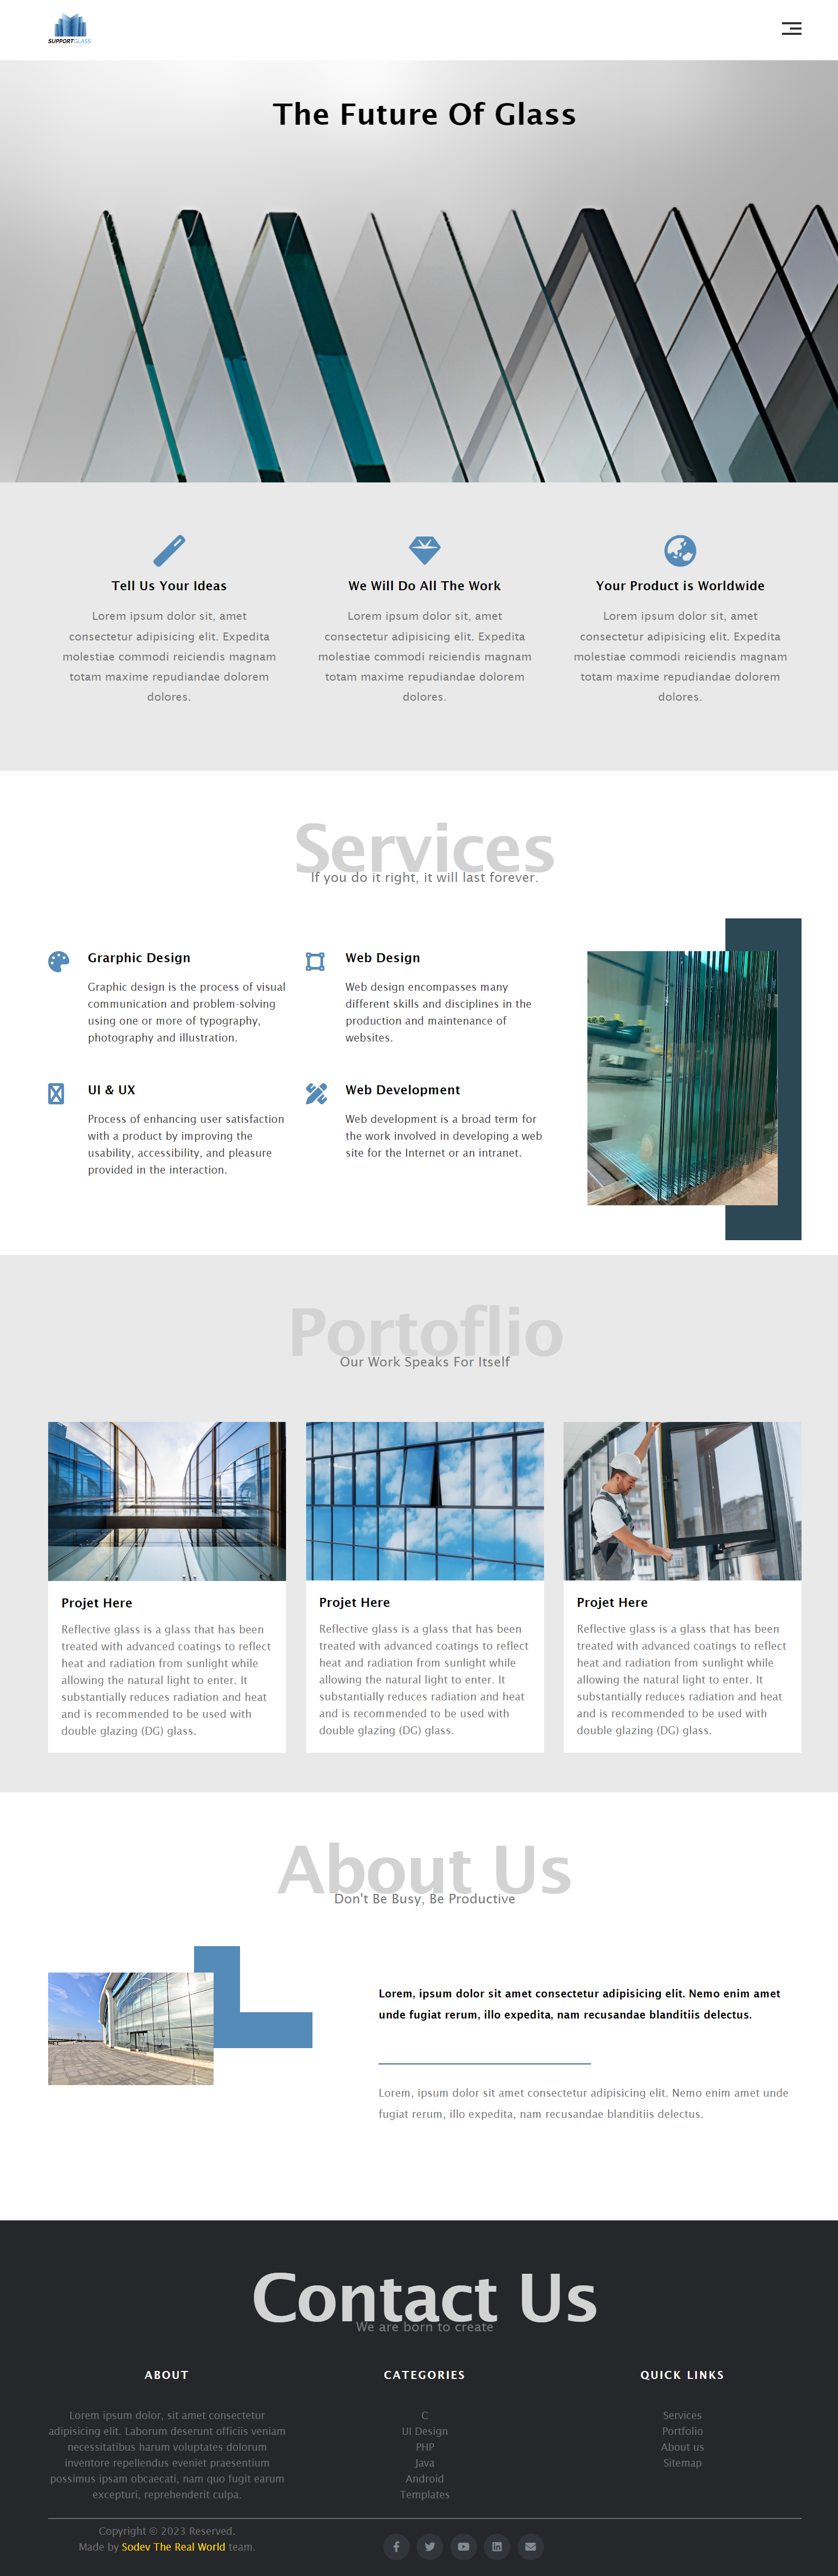 SUPPORTGLASS
The Future Of Glass
Tell Us Your Ideas
Lorem ipsum dolor sit, amet
consectetur adipisicing elit. Expedita
molestiae commodi reiciendis magnam
totam maxime repudiandae dolorem
dolores.
We Will Do All The Work
Lorem ipsum dolor sit, amet
consectetur adipisicing elit. Expedita
molestiae commodi reiciendis magnam
totam maxime repudiandae dolorem
dolores.
Your Product is Worldwide
Lorem ipsum dolor sit, amet
consectetur adipisicing elit. Expedita
molestiae commodi reiciendis magnam
totam maxime repudiandae dolorem
dolores.
Services
If you do it right, it will last forever.
Grarphic Design
Graphic design is the process of visual
communication and problem-solving
using one or more of typography,
photography and illustration.
Web Design
Web design encompasses many
different skills and disciplines in the
production and maintenance of
websites.
UI & UX
Process of enhancing user satisfaction
with a product by improving the
usability, accessibility, and pleasure
provided in the interaction.
Web Development
Web development is a broad term for
the work involved in developing a web
site for the Internet or an intranet.
Portoflio
Our Work Speaks For Itself
Projet Here
Reflective glass is a glass that has been
treated with advanced coatings to reflect
heat and radiation from sunlight while
allowing the natural light to enter. It
substantially reduces radiation and heat
and is recommended to be used with
double glazing (DG) glass.
Projet Here
Reflective glass is a glass that has been
treated with advanced coatings to reflect
heat and radiation from sunlight while
allowing the natural light to enter. It
substantially reduces radiation and heat
and is recommended to be used with
double glazing (DG) glass.
Projet Here
Reflective glass is a glass that has been
treated with advanced coatings to reflect
heat and radiation from sunlight while
allowing the natural light to enter. It
substantially reduces radiation and heat
and is recommended to be used with
double glazing (DG) glass.
About Us
Don't Be Busy, Be Productive
Lorem, ipsum dolor sit amet consectetur adipisicing elit. Nemo enim amet
unde fugiat rerum, illo expedita, nam recusandae blanditiis delectus.
Lorem, ipsum dolor sit amet consectetur adipisicing elit. Nemo enim amet unde
fugiat rerum, illo expedita, nam recusandae blanditiis delectus.
Contact Us
We are born to create
ABOUT
Lorem ipsum dolor, sit amet consectetur
adipisicing elit. Laborum deserunt officiis veniam
necessitatibus harum voluptates dolorum
inventore repellendus eveniet praesentium
possimus ipsam obcaecati, nam quo fugit earum
excepturi, reprehenderit culpa.
CATEGORIES
C
UI Design
PHP
Java
Android
Templates
QUICK LINKS
Services
Portfolio
About us
Sitemap
Copyright © 2023 Reserved.
Made by Sodev The Real World team.